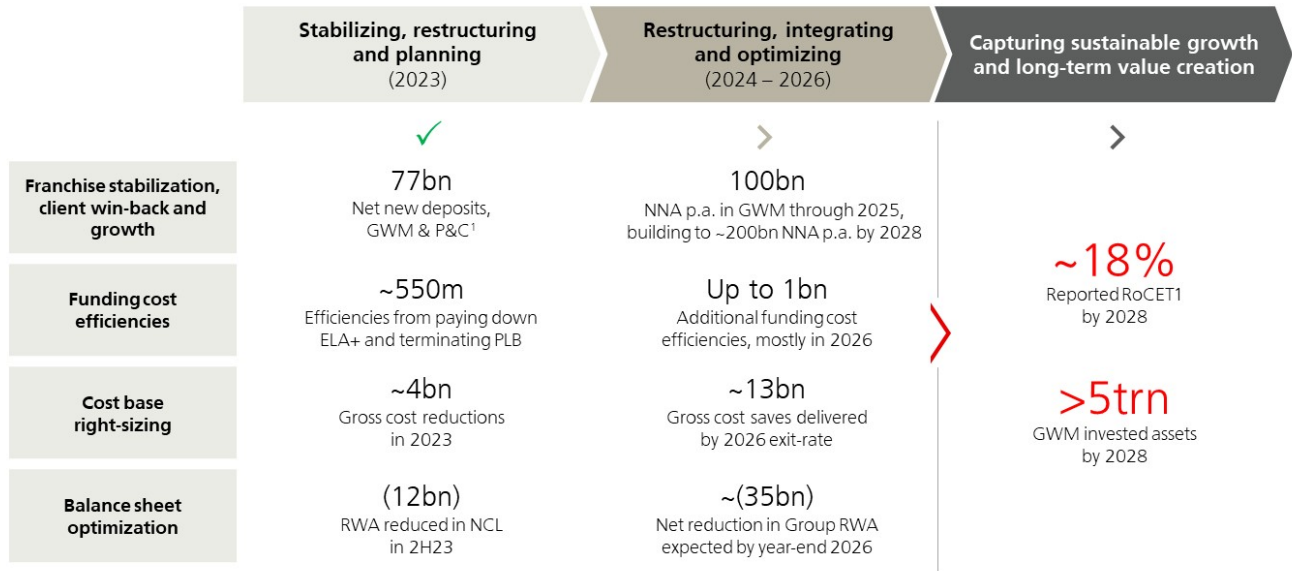 Stabilizing, restructuring
and planning
(2023)
Restructuring, integrating
and optimizing
(2024 – 2026)
Capturing sustainable growth
and long-term value creation
Franchise stabilization,
client win-back and
growth
77bn
Net new deposits,
GWM & P&C¹
100bn
NNA p.a. in GWM through 2025,
building to ~200bn NNA p.a. by 2028
Funding cost
efficiencies
~550m
Efficiencies from paying down
ELA+ and terminating PLB
Up to 1bn
Additional funding cost
efficiencies, mostly in 2026
Cost base
right-sizing
~4bn
Gross cost reductions
in 2023
~13bn
Gross cost saves delivered
by 2026 exit-rate
Balance sheet
optimization
(12bn)
RWA reduced in NCL
in 2H23
~(35bn)
Net reduction in Group RWA
expected by year-end 2026
~18%
Reported RoCET1
by 2028
>5trn
GWM invested assets
by 2028